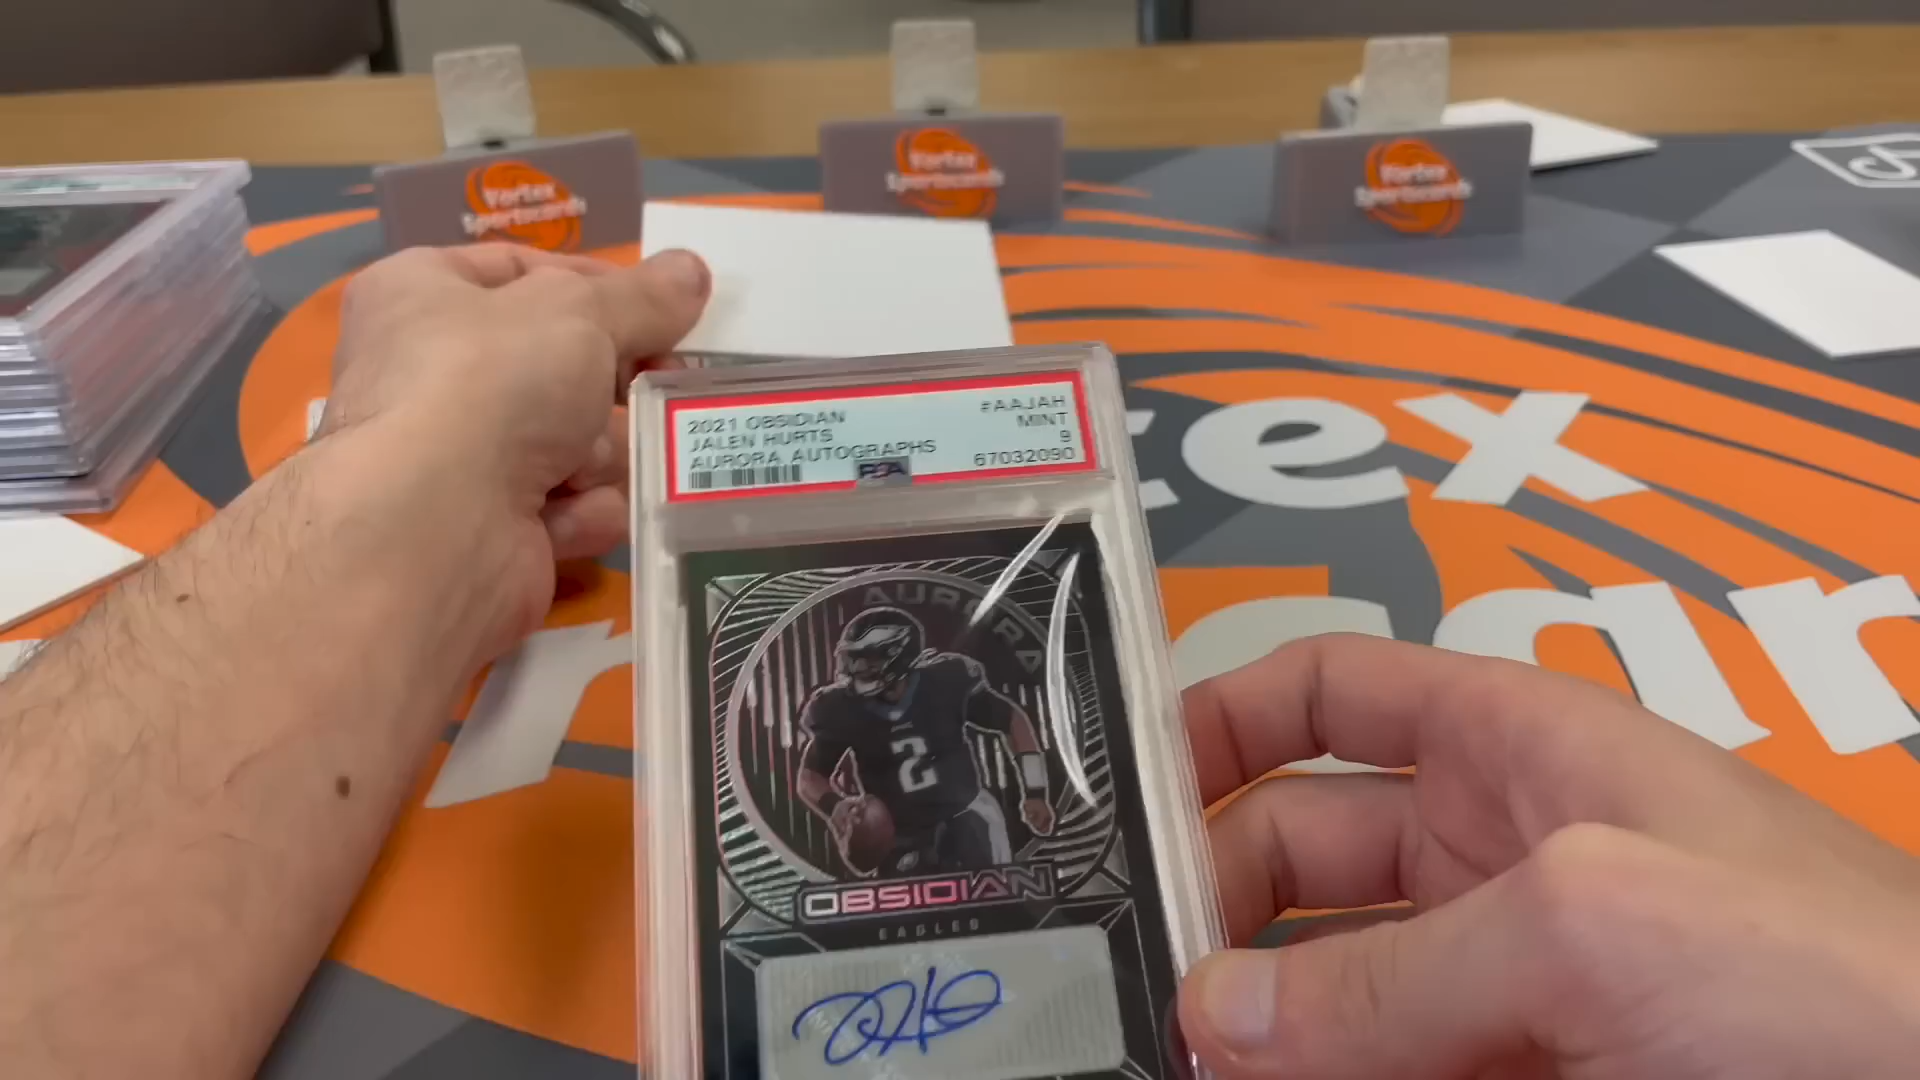 Vortex
Sportscards
Vortex
Sportscards
Vortex
Sportscards
2021 OBSIDIAN
JALEN HURTS
AURORA AUTOGRAPHS
#AAJAH
MINT
9
67032090
PSA
AURORA
2
OBSIDIAN
EAGLES
tex